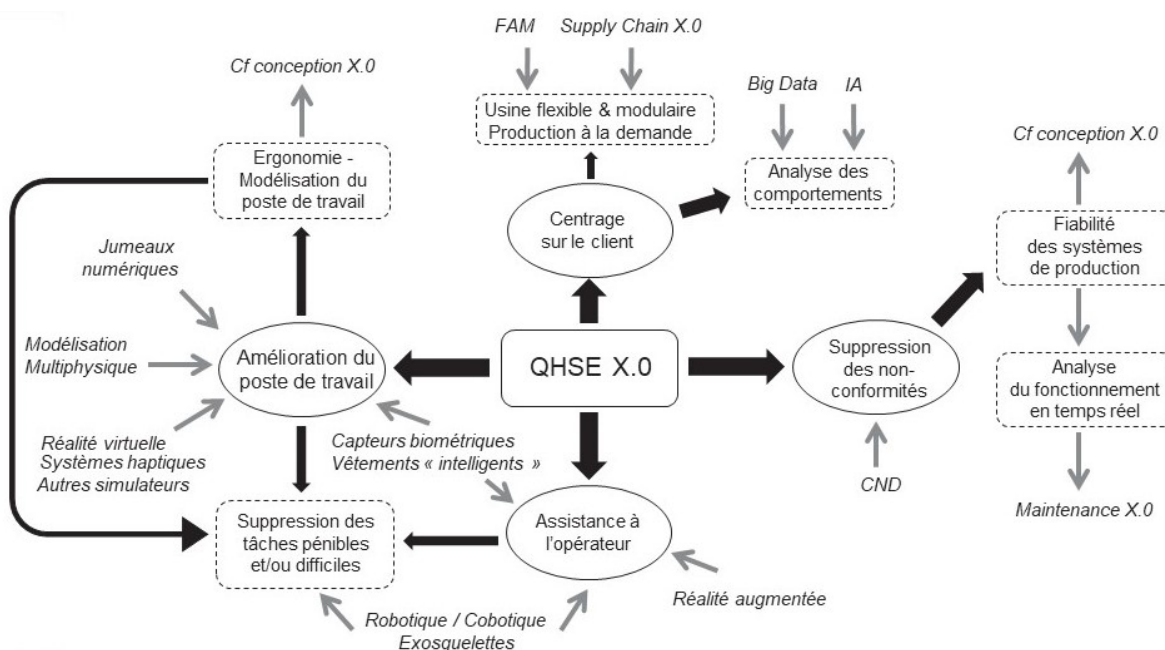 FAM
Supply Chain X.0
Cf conception X.0
Big Data
IA
Usine flexible & modulaire
Production à la demande
Cf conception X.0
Ergonomie -
Modélisation du
poste de travail
Analyse des
comportements
Centrage
sur le client
Fiabilité
des systèmes
de production
Jumeaux
numériques
Modélisation
Multiphysique
Amélioration du
poste de travail
QHSE X.0
Suppression
des non-
conformités
Analyse
du fonctionnement
en temps réel
Réalité virtuelle
Systèmes haptiques
Autres simulateurs
Capteurs biométriques
Vêtements « intelligents »
CND
Maintenance X.0
Suppression des
tâches pénibles
et/ou difficiles
Assistance à
l'opérateur
Réalité augmentée
Robotique / Cobotique
Exosquelettes